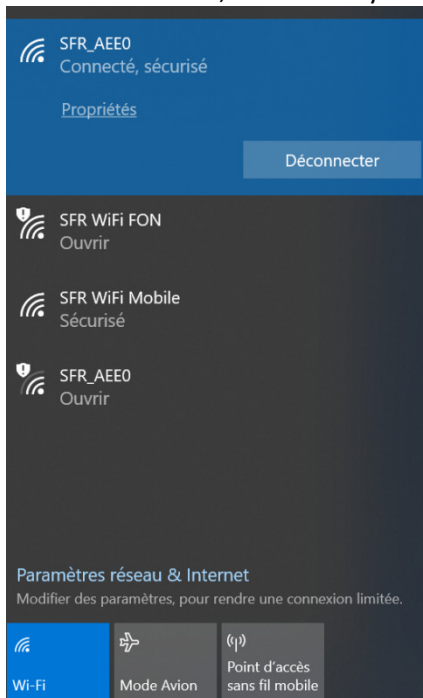 SFR_AEE0
Connecté, sécurisé
Propriétés
Déconnecter
SFR WiFi FON
Ouvrir
SFR WiFi Mobile
Sécurisé
SFR_AEE0
Ouvrir
Paramètres réseau & Internet
Modifier des paramètres, pour rendre une connexion limitée.
Wi-Fi
Mode Avion
Point d'accès
sans fil mobile